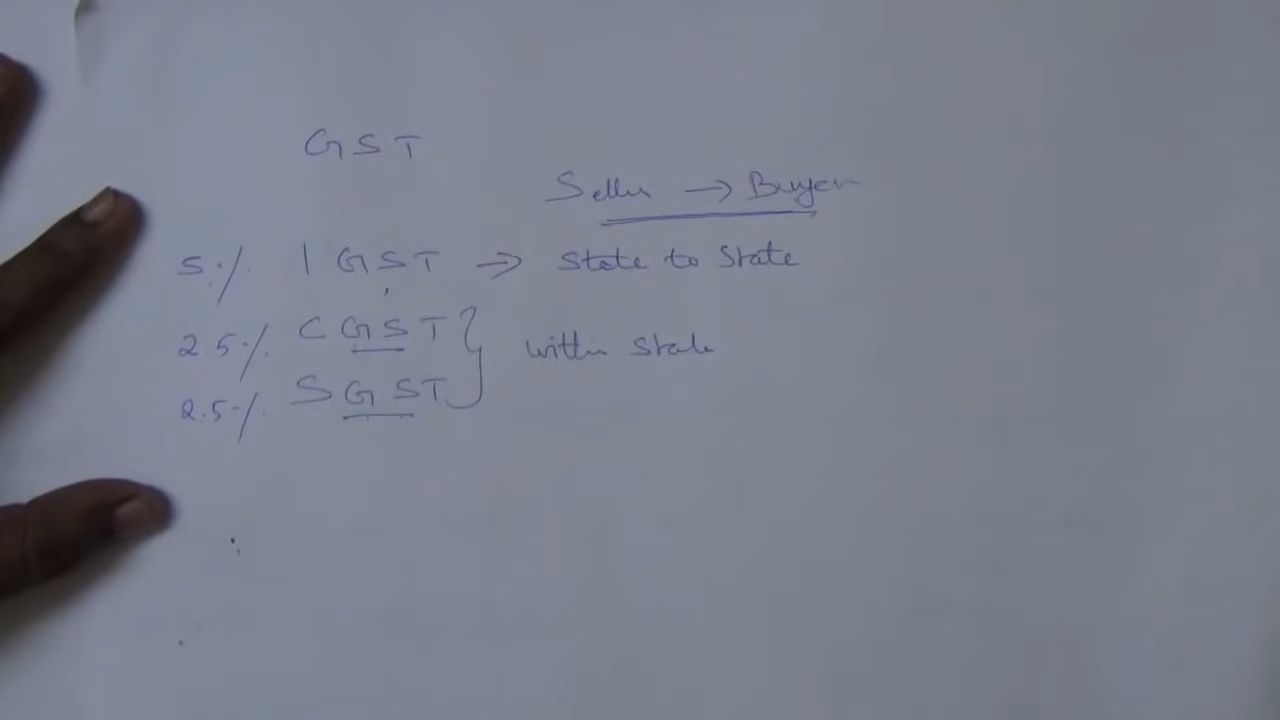 GST
Seller → Buyer
5% IGST → State to State
2.5% CGST
2.5% SGST } within State